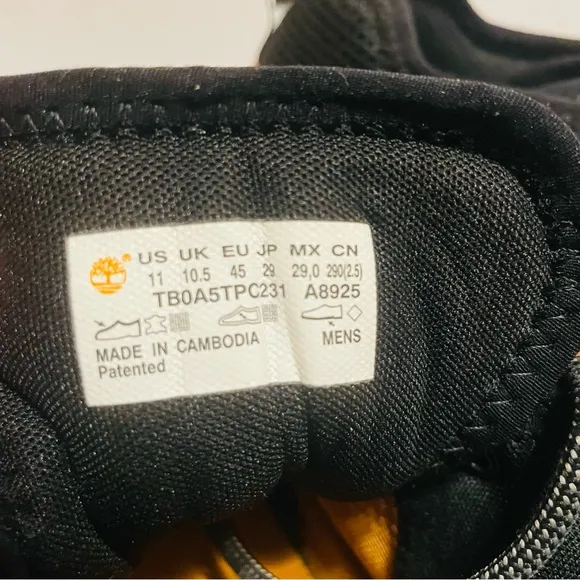 US UK EU JP MX CN
11 10.5 45 29 29,0 290(2.5)
TB0A5TPC231 A8925
MADE IN CAMBODIA MENS
Patented